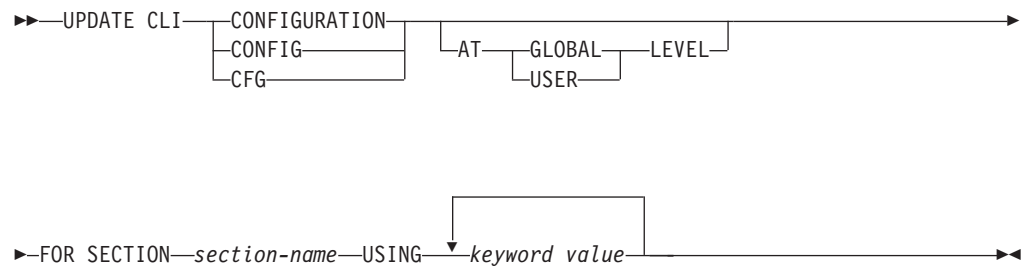 UPDATE CLI CONFIGURATION
CONFIG AT GLOBAL LEVEL
CFG USER
FOR SECTION section-name USING keyword value